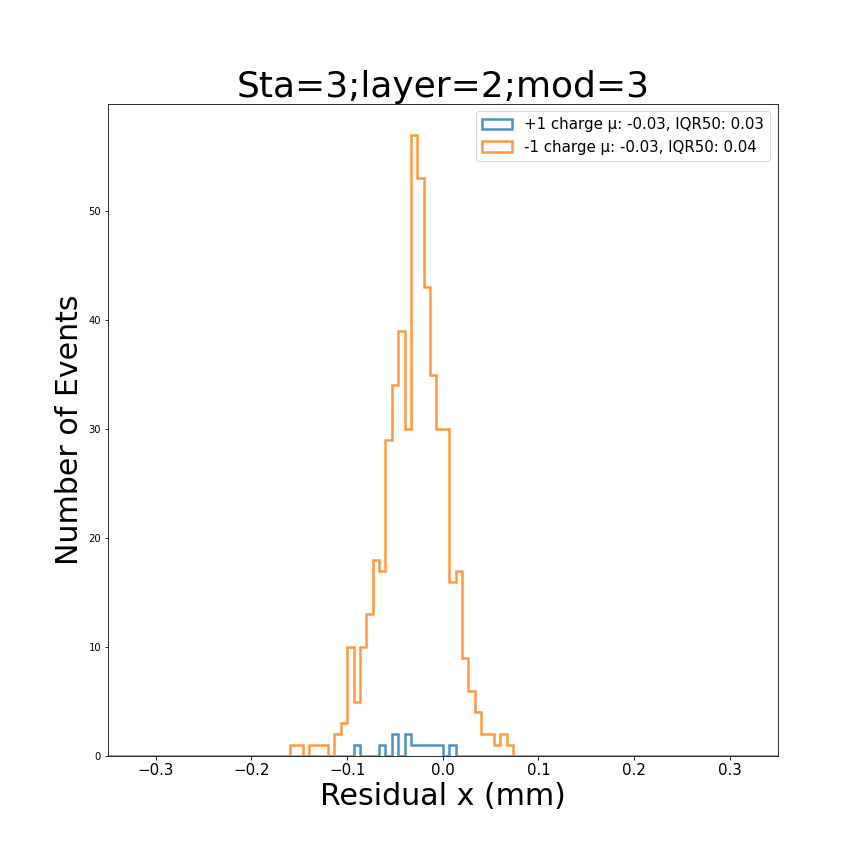 Sta=3;layer=2;mod=3
+1 charge μ: -0.03, IQR50: 0.03
-1 charge μ: -0.03, IQR50: 0.04
Number of Events
50
40
30
20
10
0
−0.3 −0.2 −0.1 0.0 0.1 0.2 0.3
Residual x (mm)